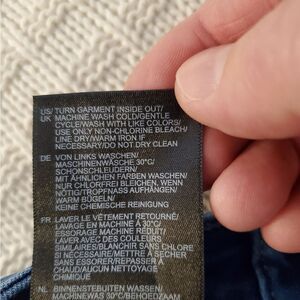 US/ TURN GARMENT INSIDE OUT/
UK MACHINE WASH COLD/GENTLE
CYCLE/WASH WITH LIKE COLORS/
USE ONLY NON-CHLORINE BLEACH/
LINE DRY/WARM IRON IF
NECESSARY/DO NOT DRY CLEAN
DE VON LINKS WASCHEN/
MASCHINENWÄSCHE 30°C/
SCHONSCHLEUDERN/
MIT ÄHNLICHEN FARBEN WASCHEN/
NUR CHLORFREI BLEICHEN, WENN
NÖTIG/TROPFNASS AUFHÄNGEN/
WARM BÜGELN/
KEINE CHEMISCHE REINIGUNG
FR LAVER LE VÊTEMENT RETOURNÉ/
LAVAGE EN MACHINE À 30°C/
ESSORAGE MACHINE RÉDUIT/
LAVER AVEC DES COULEURS
SIMILAIRES/BLANCHIR SANS CHLORE
SI NÉCESSAIRE/METTRE À SÉCHER
SANS ESSORER/REPASSER À
CHAUD/AUCUN NETTOYAGE
CHIMIQUE
NL BINNENSTEBUITEN WASSEN/
MACHINEWAS 30°C/BEHOEDZAAM